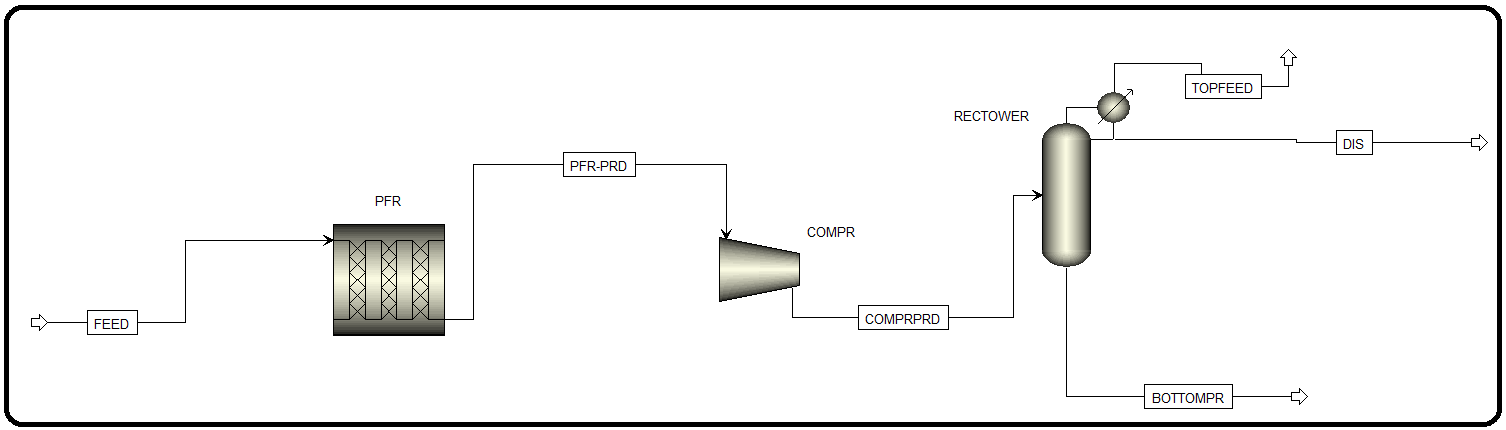 FEED
PFR
PFR-PRD
COMPR
COMPRPRD
RECTOWER
TOPFEED
DIS
BOTTOMPR